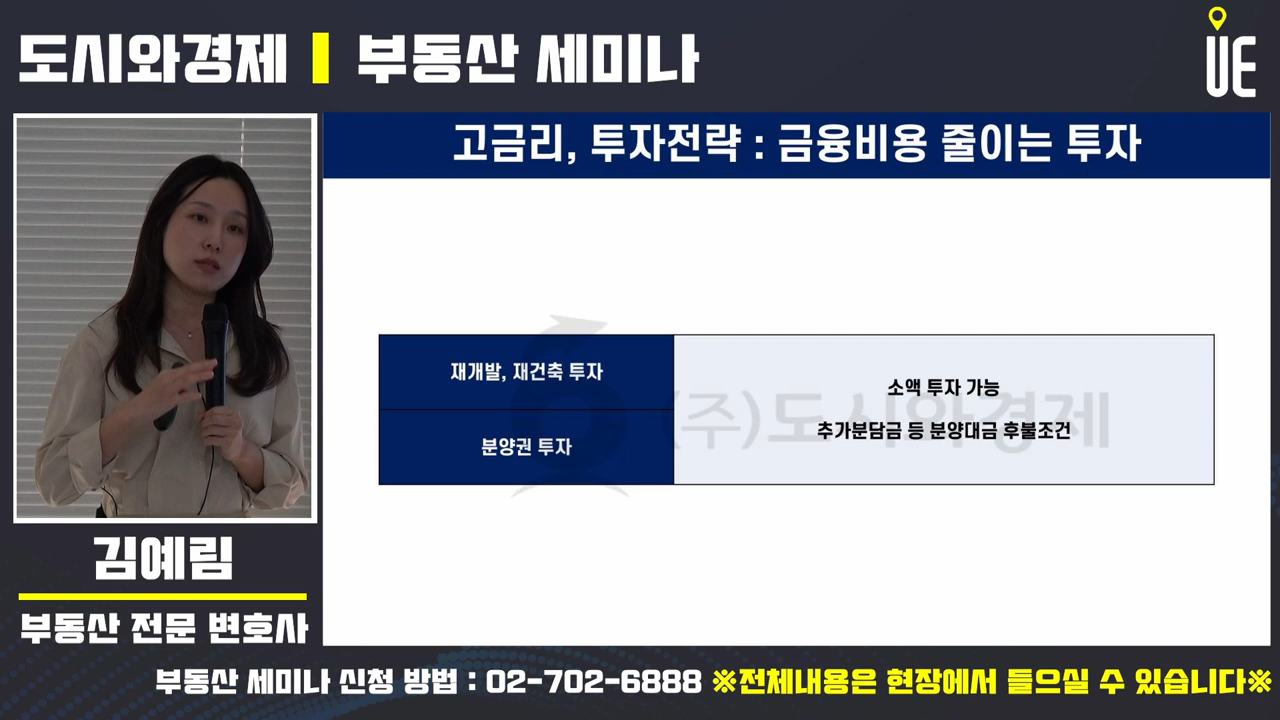 도시와경제 부동산 세미나
UE
고금리, 투자전략 : 금융비용 줄이는 투자
재개발, 재건축 투자
분양권 투자
소액 투자 가능
추가분담금 등 분양대금 후불조건
(주)도시와경제
김예림
부동산 전문 변호사
부동산 세미나 신청 방법 : 02-702-6888 ※전체내용은 현장에서 들으실 수 있습니다※